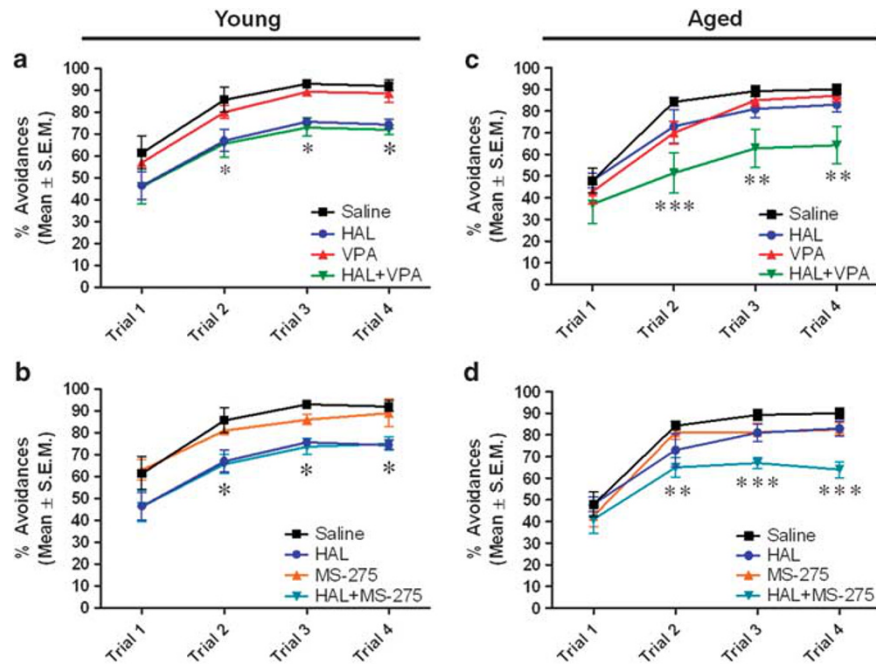 Young
Aged
a
% Avoidances
(Mean ± S.E.M.)
100
90
80
70
60
50
40
30
20
10
0
*
*
*
Saline
HAL
VPA
HAL+VPA
Trial 1
Trial 2
Trial 3
Trial 4
c
% Avoidances
(Mean ± S.E.M.)
100
90
80
70
60
50
40
30
20
10
0
***
**
**
Saline
HAL
VPA
HAL+VPA
Trial 1
Trial 2
Trial 3
Trial 4
b
% Avoidances
(Mean ± S.E.M.)
100
90
80
70
60
50
40
30
20
10
0
*
*
*
Saline
HAL
MS-275
HAL+MS-275
Trial 1
Trial 2
Trial 3
Trial 4
d
% Avoidances
(Mean ± S.E.M.)
100
90
80
70
60
50
40
30
20
10
0
**
***
***
Saline
HAL
MS-275
HAL+MS-275
Trial 1
Trial 2
Trial 3
Trial 4